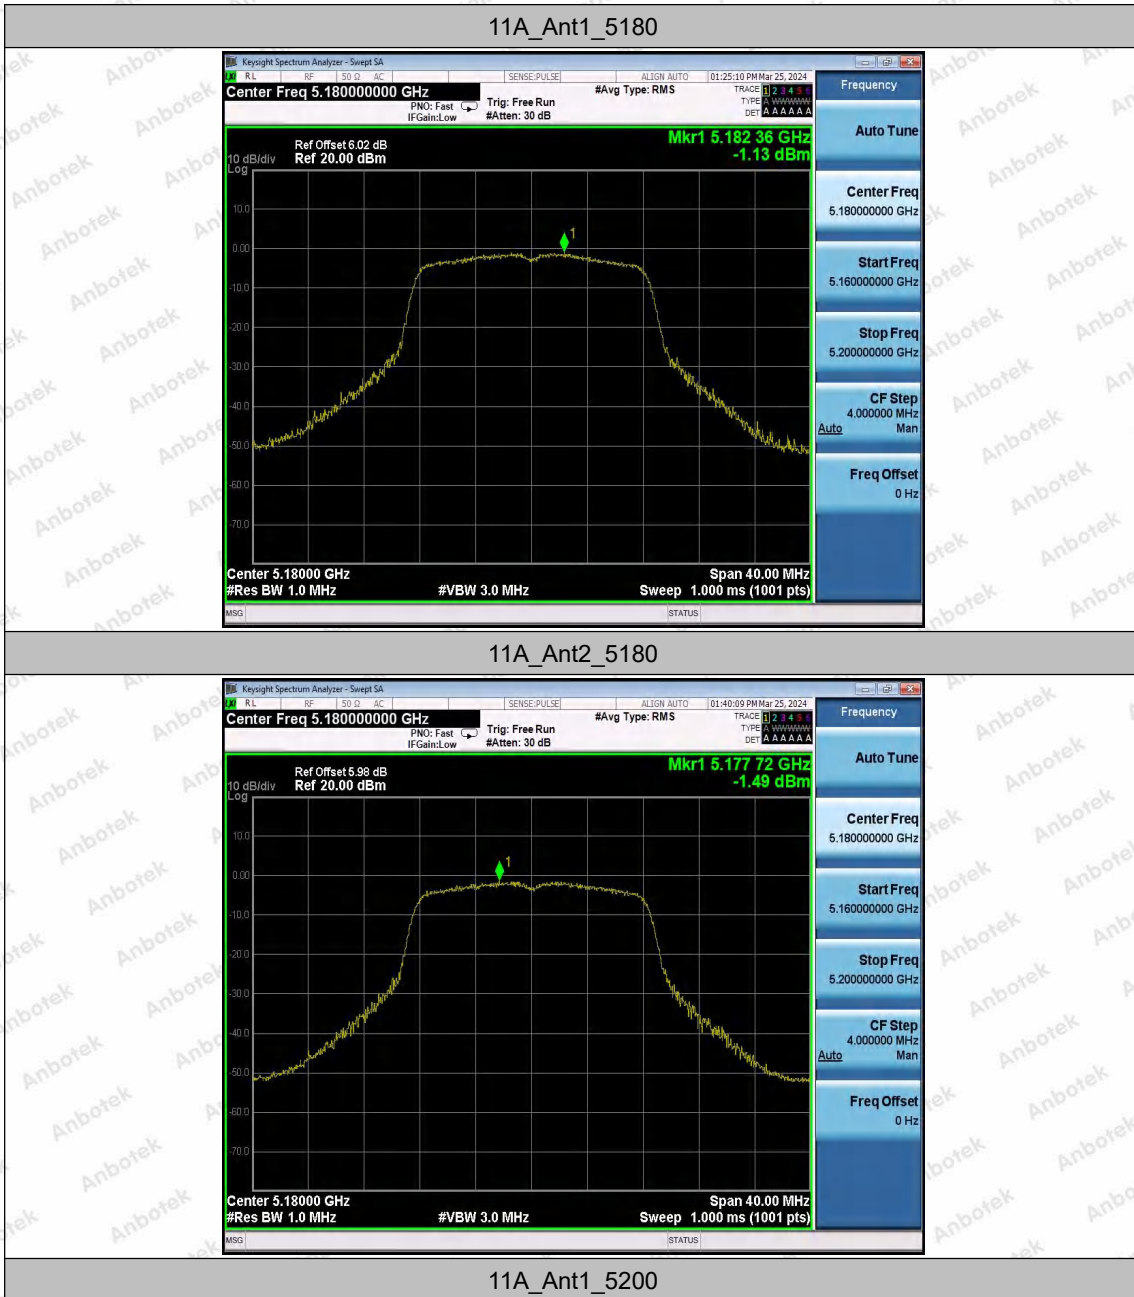 11A_Ant1_5180
Keysight Spectrum Analyzer - Swept SA
LXI RL RF 50 Ω AC SENSE:PULSE ALIGN AUTO 01:25:10 PM Mar 25, 2024
Center Freq 5.180000000 GHz
PNO: Fast
IFGain:Low
Trig: Free Run
#Atten: 30 dB
#Avg Type: RMS
TRACE 1 2 3 4 5 6
TYPE A WWWWW
DET A A A A A A
Ref Offset 6.02 dB
Ref 20.00 dBm
10 dB/div
Log
Mkr1 5.182 36 GHz
-1.13 dBm
1
10.0
0.00
-10.0
-20.0
-30.0
-40.0
-50.0
-60.0
-70.0
Center 5.18000 GHz
#Res BW 1.0 MHz
#VBW 3.0 MHz
Span 40.00 MHz
Sweep 1.000 ms (1001 pts)
MSG
STATUS
Frequency
Auto Tune
Center Freq
5.180000000 GHz
Start Freq
5.160000000 GHz
Stop Freq
5.200000000 GHz
CF Step
4.000000 MHz
Auto Man
Freq Offset
0 Hz
11A_Ant2_5180
Keysight Spectrum Analyzer - Swept SA
LXI RL RF 50 Ω AC SENSE:PULSE ALIGN AUTO 01:40:09 PM Mar 25, 2024
Center Freq 5.180000000 GHz
PNO: Fast
IFGain:Low
Trig: Free Run
#Atten: 30 dB
#Avg Type: RMS
TRACE 1 2 3 4 5 6
TYPE A WWWWW
DET A A A A A A
Ref Offset 5.98 dB
Ref 20.00 dBm
10 dB/div
Log
Mkr1 5.177 72 GHz
-1.49 dBm
1
10.0
0.00
-10.0
-20.0
-30.0
-40.0
-50.0
-60.0
-70.0
Center 5.18000 GHz
#Res BW 1.0 MHz
#VBW 3.0 MHz
Span 40.00 MHz
Sweep 1.000 ms (1001 pts)
MSG
STATUS
Frequency
Auto Tune
Center Freq
5.180000000 GHz
Start Freq
5.160000000 GHz
Stop Freq
5.200000000 GHz
CF Step
4.000000 MHz
Auto Man
Freq Offset
0 Hz
11A_Ant1_5200
Anbotek